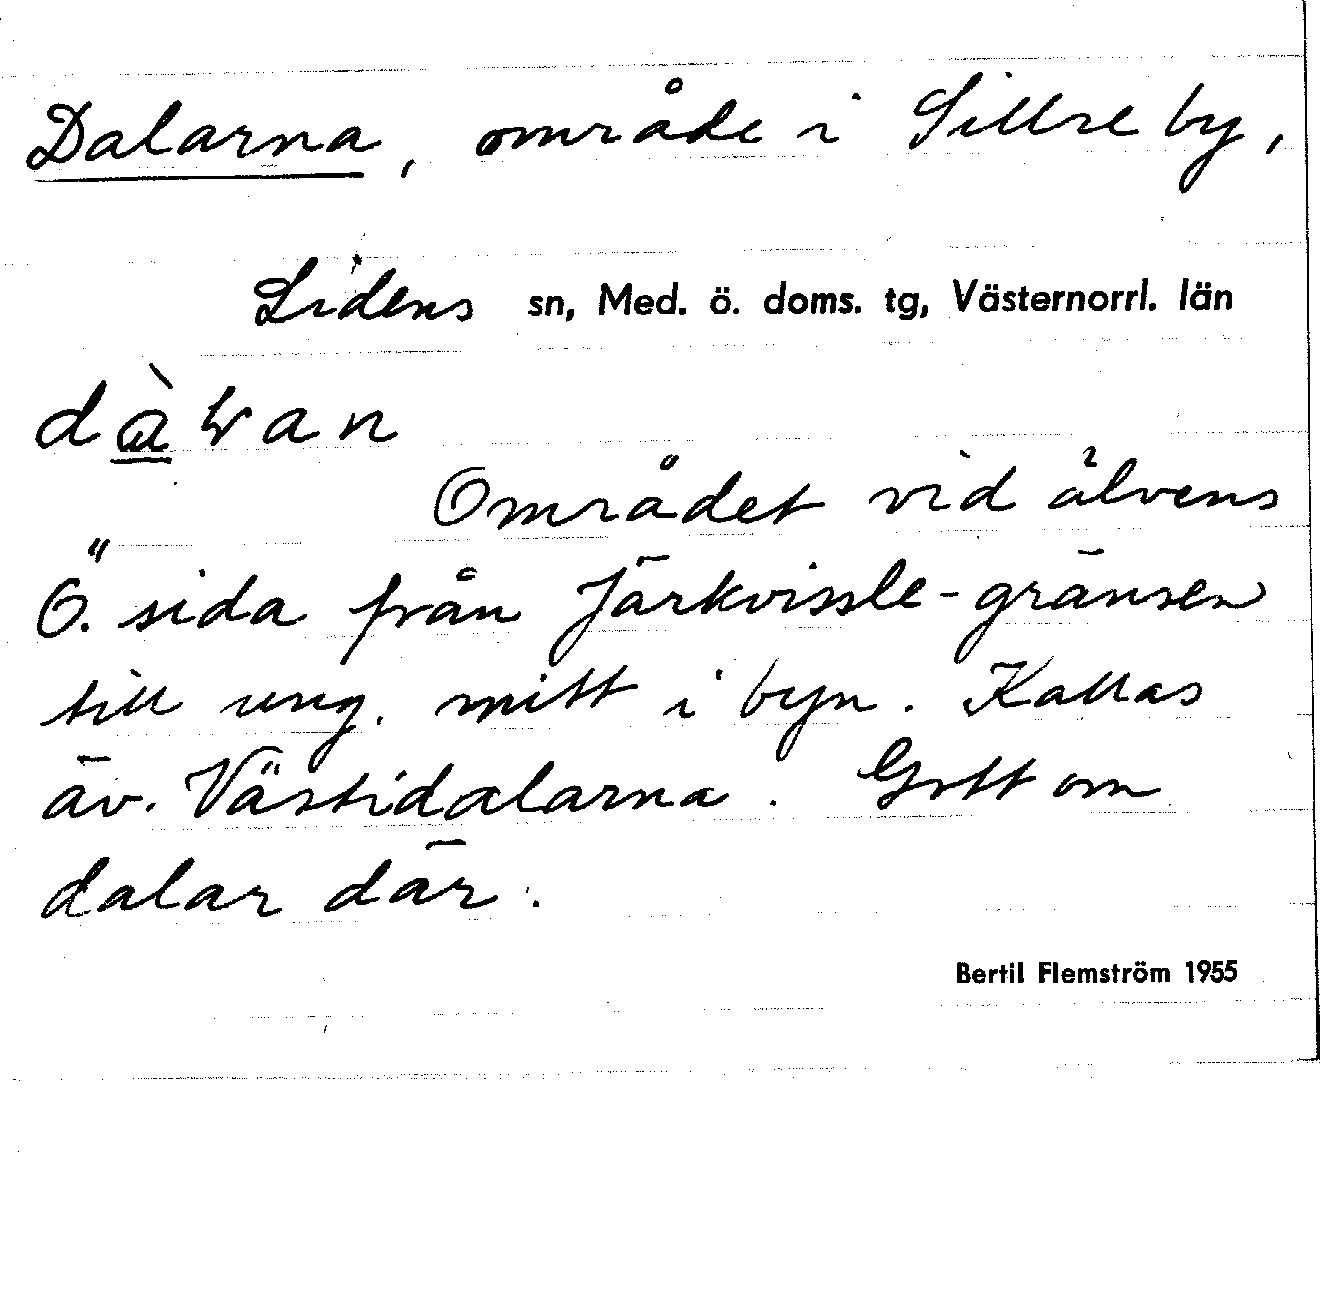 Dalarna, område i Sillre by,
Lidens sn, Med. ö. doms. tg, Västernorrl. län
Området vid älvens
Ö. sida från Järkvissle-gränsen
till ung. mitt i byn. Kallas
äv. Västidalarna. Gott om
dalar där.
Bertil Flemström 1955